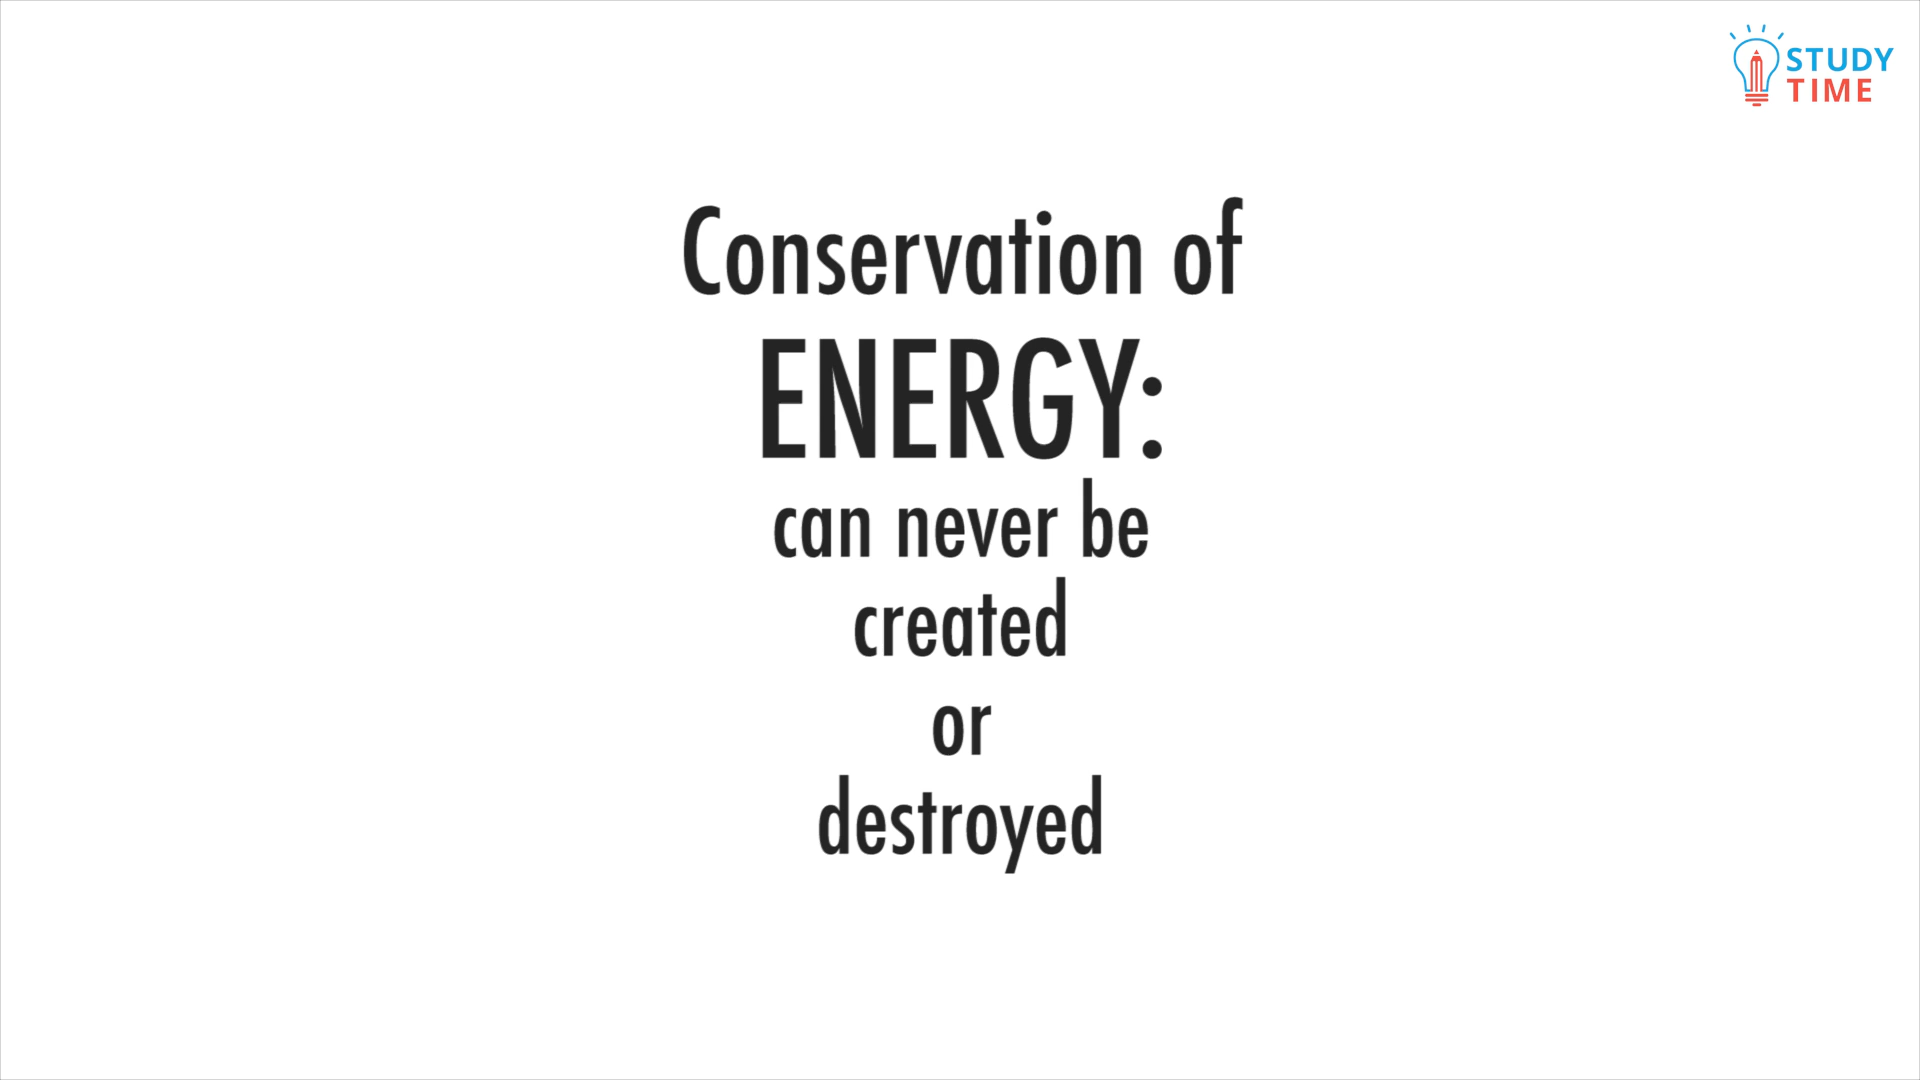 STUDY
TIME
Conservation of
ENERGY:
can never be
created
or
destroyed